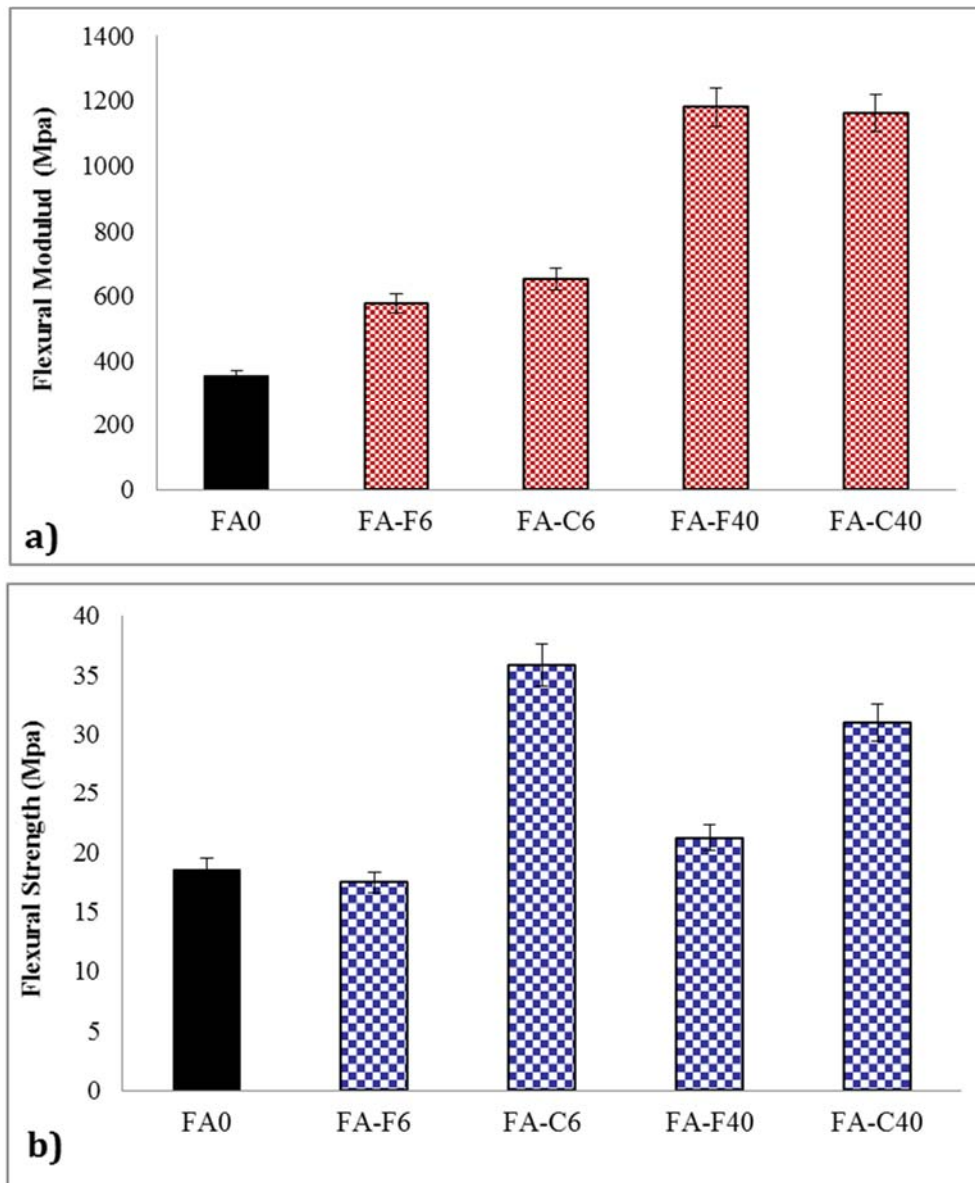 Flexural Modulud (Mpa)
1400
1200
1000
800
600
400
200
0
FA0 FA-F6 FA-C6 FA-F40 FA-C40
a)
Flexural Strength (Mpa)
40
35
30
25
20
15
10
5
0
FA0 FA-F6 FA-C6 FA-F40 FA-C40
b)